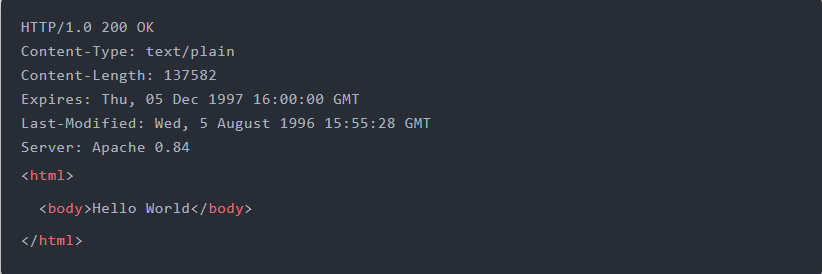 HTTP/1.0 200 OK
Content-Type: text/plain
Content-Length: 137582
Expires: Thu, 05 Dec 1997 16:00:00 GMT
Last-Modified: Wed, 5 August 1996 15:55:28 GMT
Server: Apache 0.84
<html>
  <body>Hello World</body>
</html>